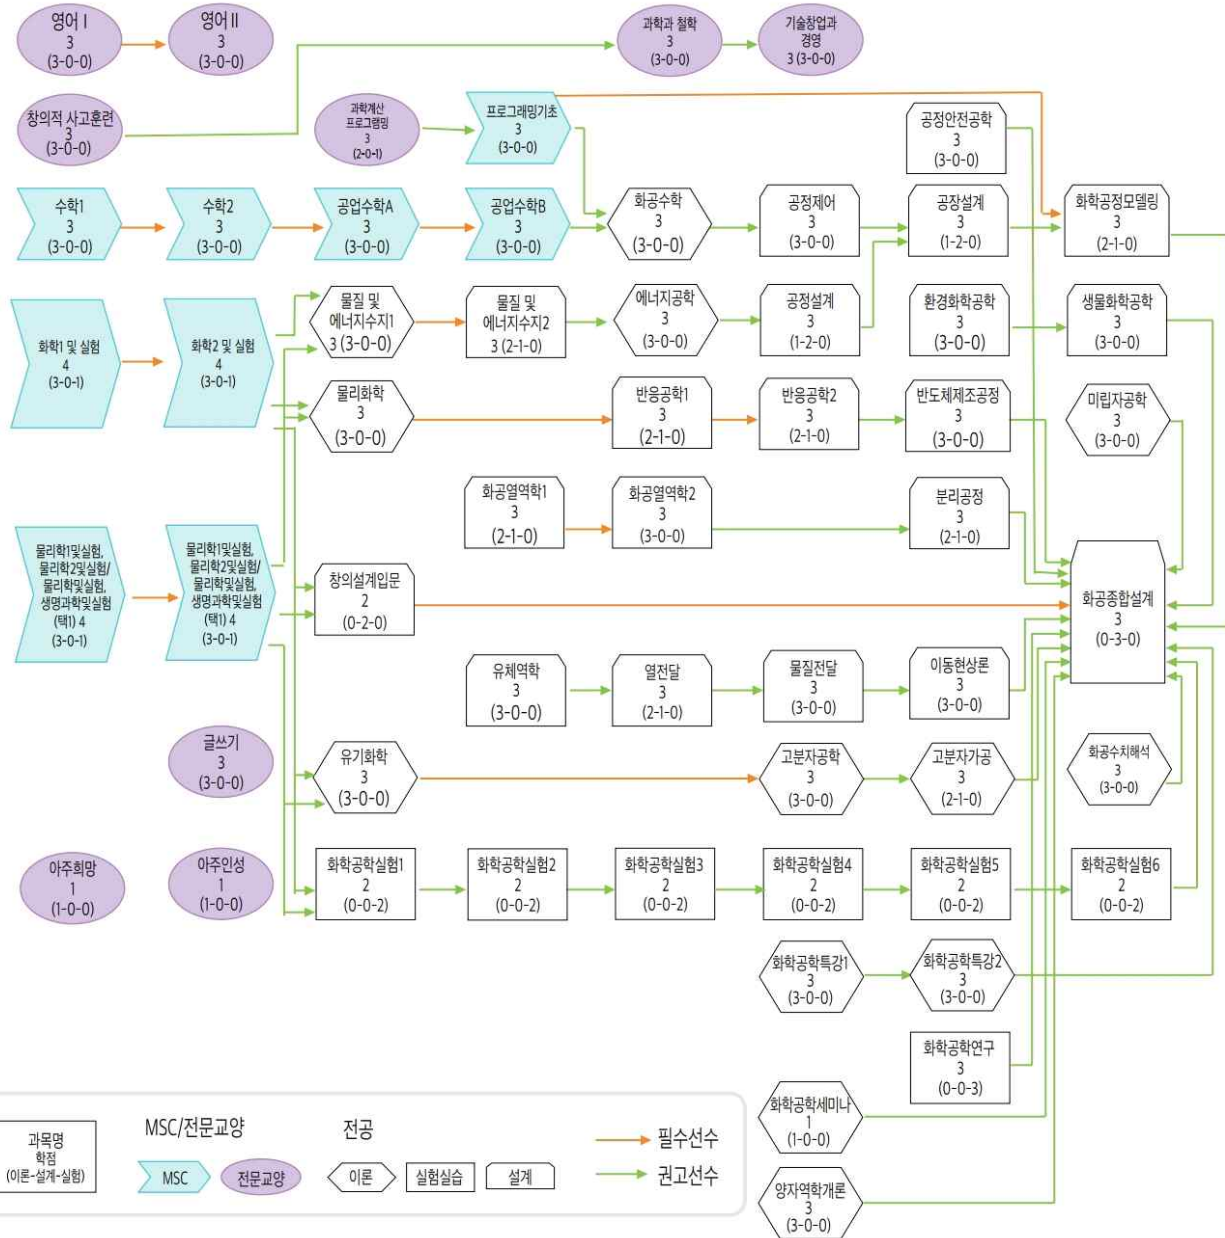 영어 I
3
(3-0-0)
영어 II
3
(3-0-0)
과학과 철학
3
(3-0-0)
기술창업과
경영
3 (3-0-0)
창의적 사고훈련
3
(3-0-0)
과학계산
프로그램밍
3
(2-0-1)
프로그래밍기초
3
(3-0-0)
공정안전공학
3
(3-0-0)
수학1
3
(3-0-0)
수학2
3
(3-0-0)
공업수학A
3
(3-0-0)
공업수학B
3
(3-0-0)
화공수학
3
(3-0-0)
공정제어
3
(3-0-0)
공장설계
3
(1-2-0)
화학공정모델링
3
(2-1-0)
화학1 및 실험
4
(3-0-1)
화학2 및 실험
4
(3-0-1)
물질 및
에너지수지1
3 (3-0-0)
물질 및
에너지수지2
3 (2-1-0)
에너지공학
3
(3-0-0)
공정설계
3
(1-2-0)
환경화학공학
3
(3-0-0)
생물화학공학
3
(3-0-0)
물리화학
3
(3-0-0)
반응공학1
3
(2-1-0)
반응공학2
3
(2-1-0)
반도체제조공정
3
(3-0-0)
미립자공학
3
(3-0-0)
화공열역학1
3
(2-1-0)
화공열역학2
3
(3-0-0)
분리공정
3
(2-1-0)
물리학1및실험,
물리학2및실험/
물리학및실험,
생명과학및실험
(택1) 4
(3-0-1)
물리학1및실험,
물리학2및실험/
물리학및실험,
생명과학및실험
(택1) 4
(3-0-1)
창의설계입문
2
(0-2-0)
화공종합설계
3
(0-3-0)
유체역학
3
(3-0-0)
열전달
3
(2-1-0)
물질전달
3
(3-0-0)
이동현상론
3
(3-0-0)
글쓰기
3
(3-0-0)
유기화학
3
(3-0-0)
고분자공학
3
(3-0-0)
고분자가공
3
(2-1-0)
화공수치해석
3
(3-0-0)
아주희망
1
(1-0-0)
아주인성
1
(1-0-0)
화학공학실험1
2
(0-0-2)
화학공학실험2
2
(0-0-2)
화학공학실험3
2
(0-0-2)
화학공학실험4
2
(0-0-2)
화학공학실험5
2
(0-0-2)
화학공학실험6
2
(0-0-2)
화학공학특강1
3
(3-0-0)
화학공학특강2
3
(3-0-0)
화학공학연구
3
(0-0-3)
화학공학세미나
1
(1-0-0)
양자역학개론
3
(3-0-0)
과목명
학점
(이론-설계-실험)
MSC/전문교양
MSC
전문교양
전공
이론
실험실습
설계
필수선수
권고선수